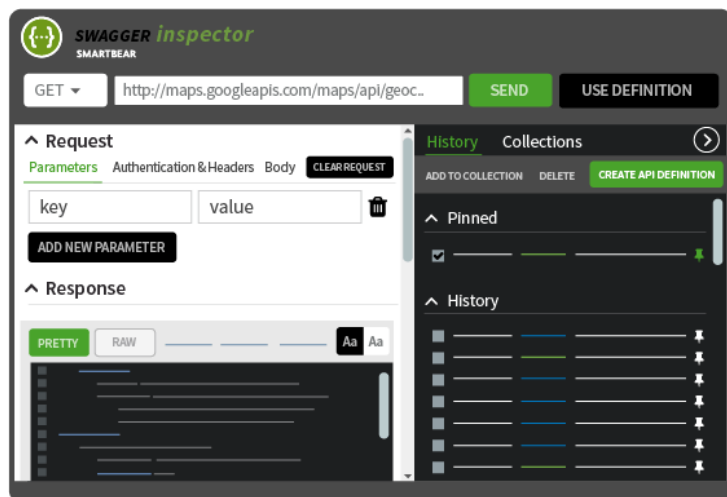 SWAGGER inspector
SMARTBEAR
GET http://maps.googleapis.com/maps/api/geoc.. SEND USE DEFINITION
Request
Parameters Authentication & Headers Body CLEAR REQUEST
key value
ADD NEW PARAMETER
Response
PRETTY RAW Aa Aa
History Collections
ADD TO COLLECTION DELETE CREATE API DEFINITION
Pinned
History